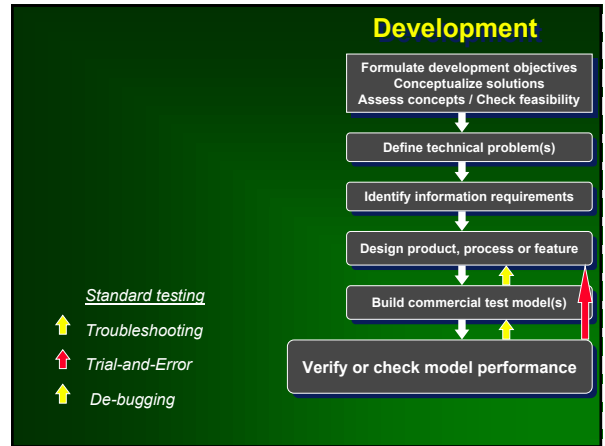 Development
Formulate development objectives
Conceptualize solutions
Assess concepts / Check feasibility
Define technical problem(s)
Identify information requirements
Design product, process or feature
Build commercial test model(s)
Verify or check model performance
Standard testing
Troubleshooting
Trial-and-Error
De-bugging